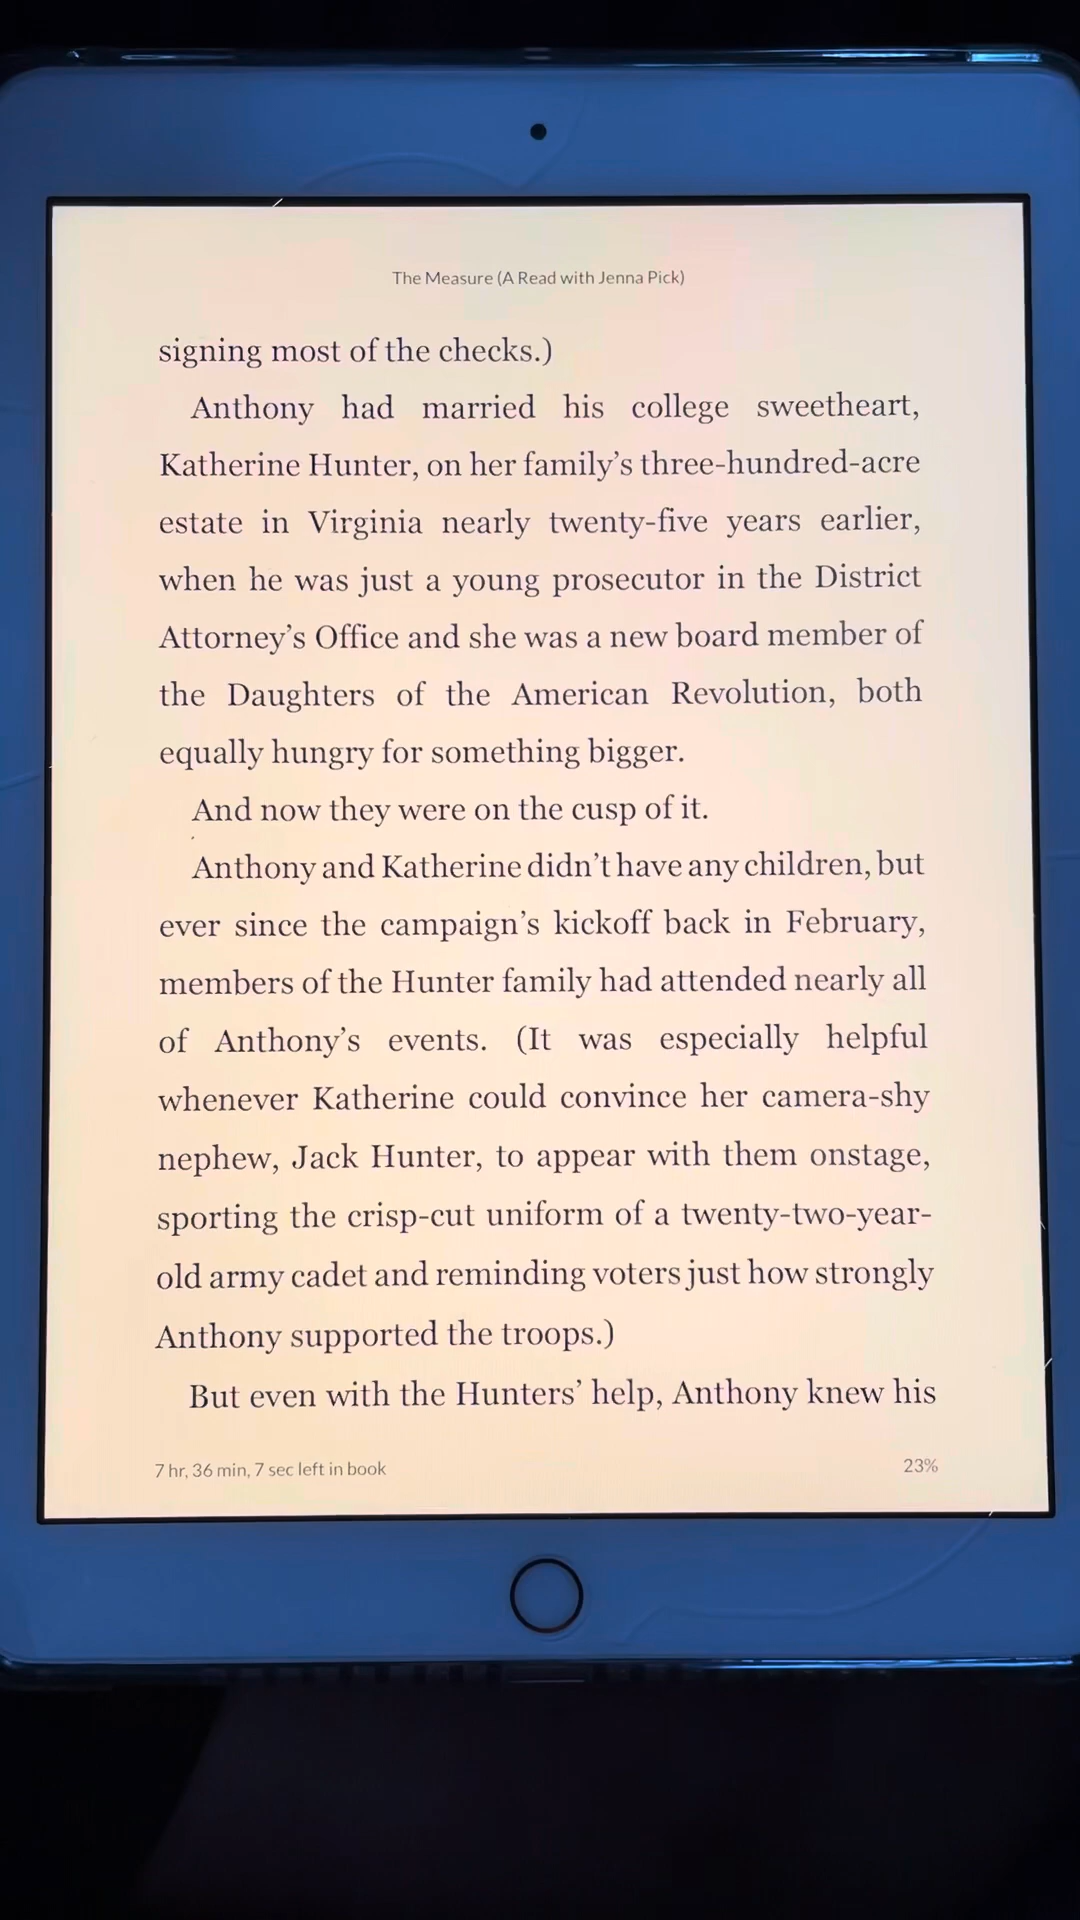 The Measure (A Read with Jenna Pick)
signing most of the checks.)
Anthony had married his college sweetheart,
Katherine Hunter, on her family’s three-hundred-acre
estate in Virginia nearly twenty-five years earlier,
when he was just a young prosecutor in the District
Attorney’s Office and she was a new board member of
the Daughters of the American Revolution, both
equally hungry for something bigger.
And now they were on the cusp of it.
Anthony and Katherine didn’t have any children, but
ever since the campaign’s kickoff back in February,
members of the Hunter family had attended nearly all
of Anthony’s events. (It was especially helpful
whenever Katherine could convince her camera-shy
nephew, Jack Hunter, to appear with them onstage,
sporting the crisp-cut uniform of a twenty-two-year-
old army cadet and reminding voters just how strongly
Anthony supported the troops.)
But even with the Hunters’ help, Anthony knew his
7 hr, 36 min, 7 sec left in book
23%